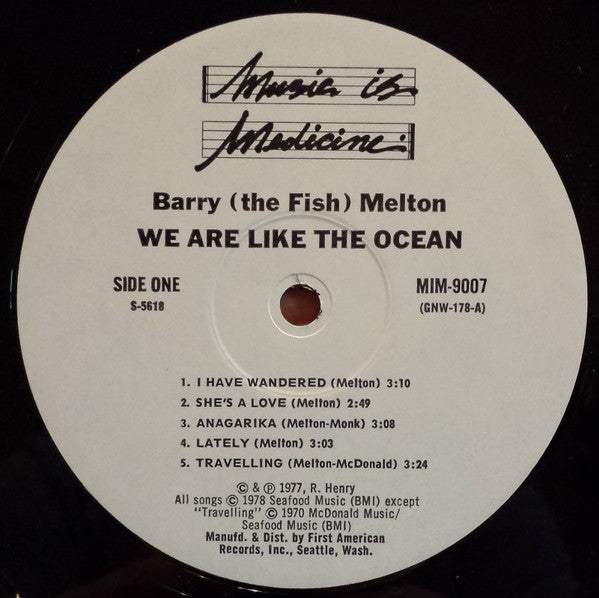 Music is
Medicine
Barry (the Fish) Melton
WE ARE LIKE THE OCEAN
SIDE ONE
S-5618
MIM-9007
(GNW-178-A)
1. I HAVE WANDERED (Melton) 3:10
2. SHE'S A LOVE (Melton) 2:49
3. ANAGARIKA (Melton-Monk) 3:08
4. LATELY (Melton) 3:03
5. TRAVELLING (Melton-McDonald) 3:24
© & ℗ 1977, R. Henry
All songs © 1978 Seafood Music (BMI) except
"Travelling" © 1970 McDonald Music/
Seafood Music (BMI)
Manufd. & Dist. by First American
Records, Inc., Seattle, Wash.